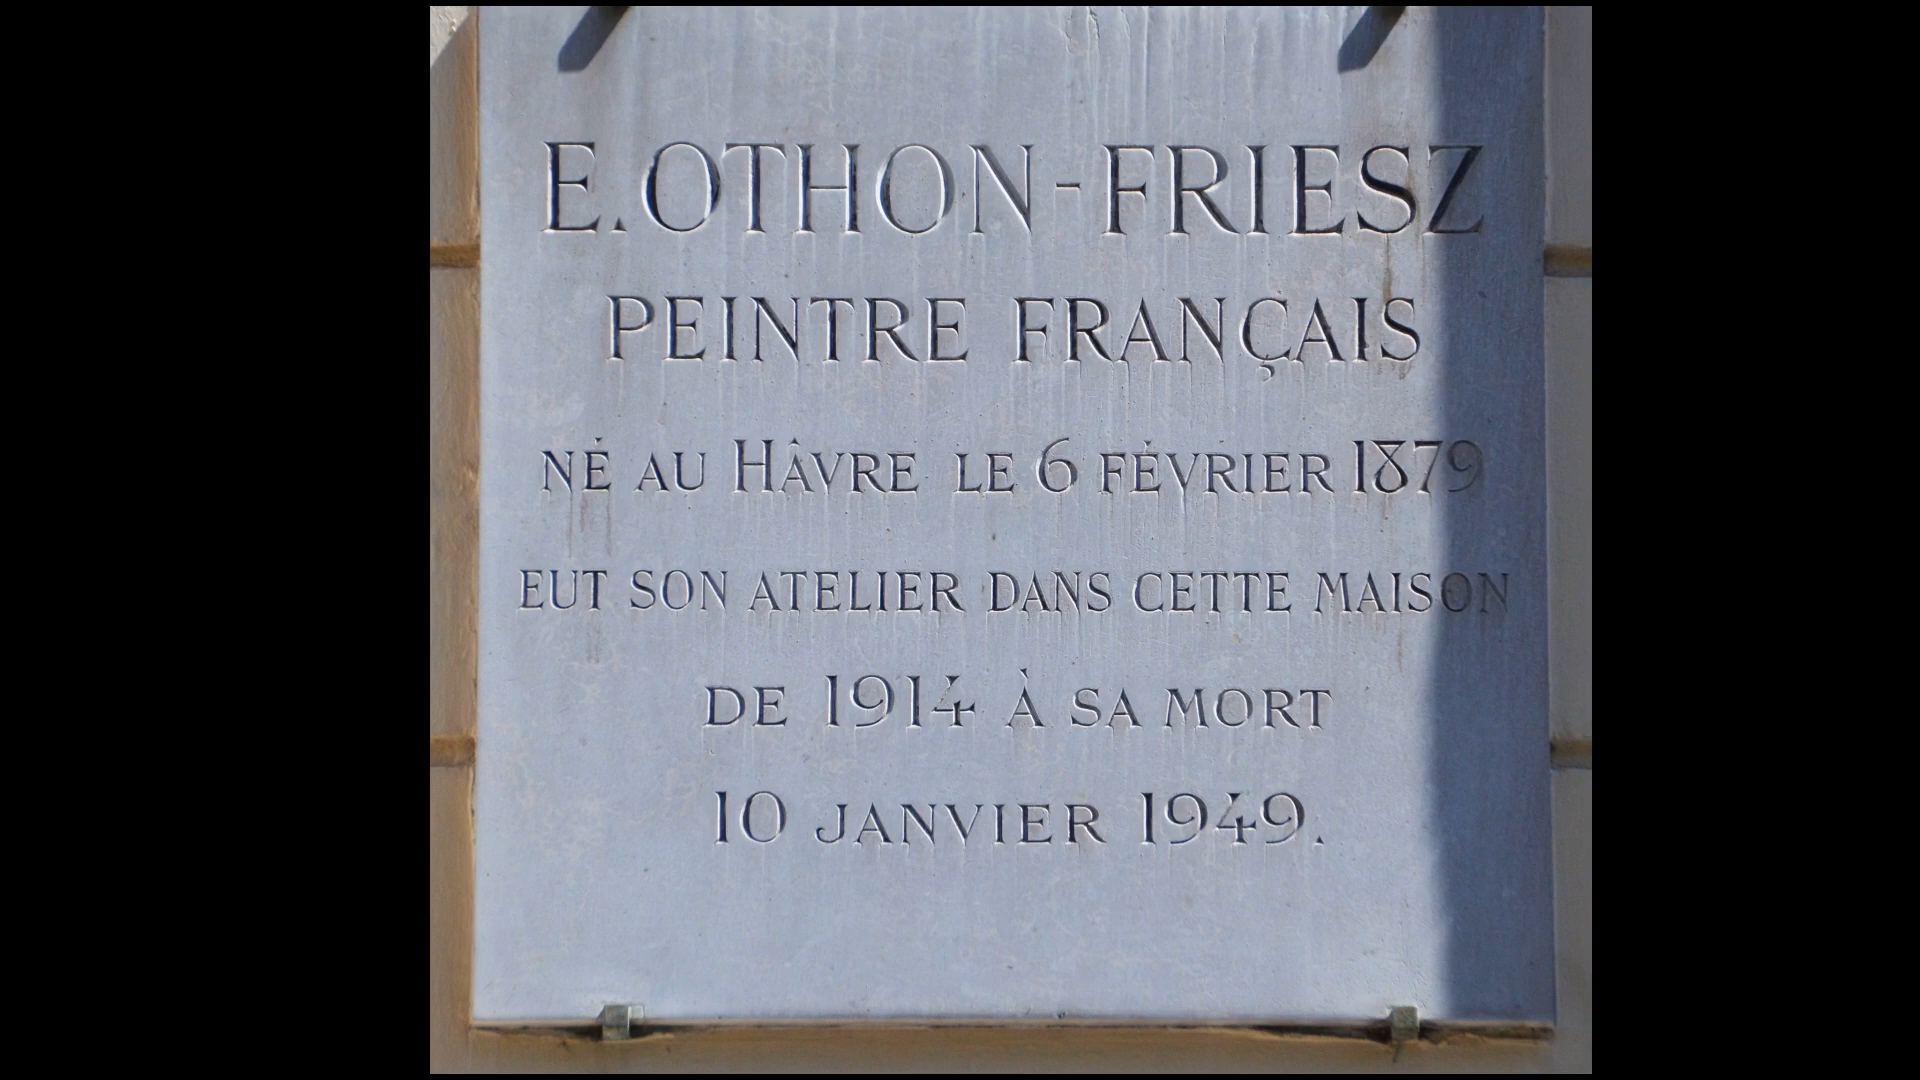 E. OTHON-FRIESZ
PEINTRE FRANÇAIS
NÉ AU HÂVRE LE 6 FÉVRIER 1879
EUT SON ATELIER DANS CETTE MAISON
DE 1914 À SA MORT
10 JANVIER 1949.